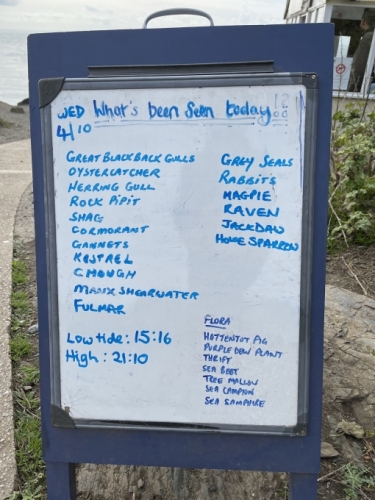 WED What's been seen today!?
4/10
GREAT BLACK BACK GULLS
OYSTERCATCHER
HERRING GULL
ROCK PIPIT
SHAG
CORMORANT
GANNETS
KESTREL
CHOUGH
MANX SHEARWATER
FULMAR
Low tide: 15:16
High: 21:10
GREY SEALS
RABBITS
MAGPIE
RAVEN
JACKDAW
HOUSE SPARROW
FLORA
HOTTENTOT FIG
PURPLE DEW PLANT
THRIFT
SEA BEET
TREE MALLOW
SEA CAMPION
SEA SAMPHIRE